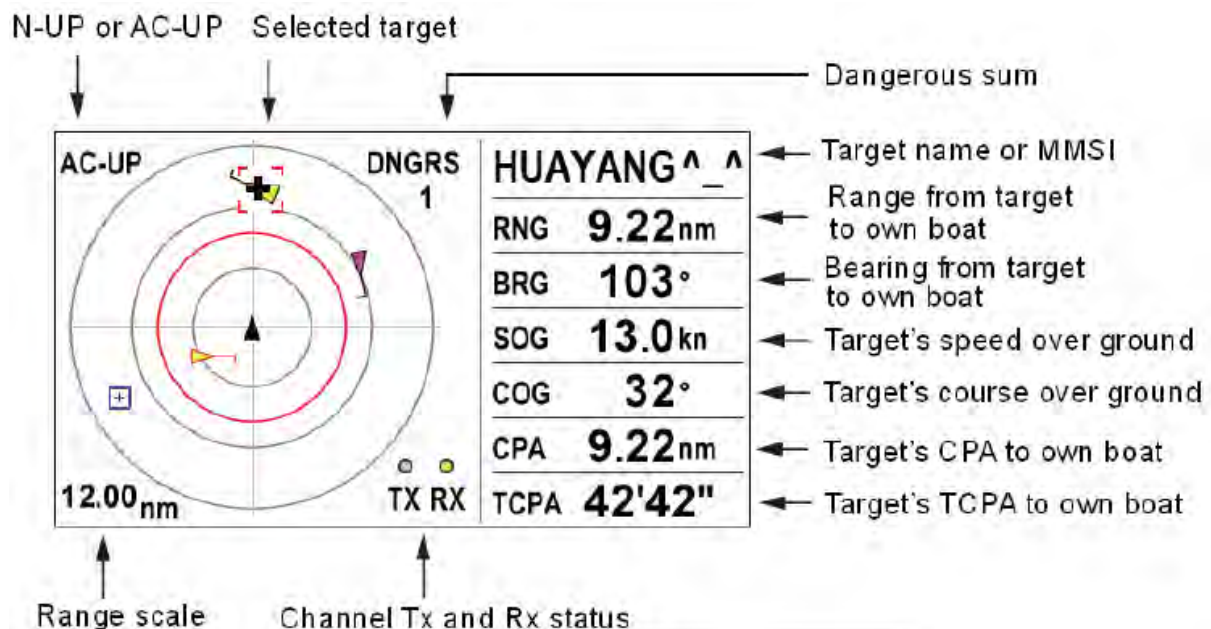 N-UP or AC-UP
Selected target
Dangerous sum
AC-UP
DNGRS
1
HUAYANG^_^
Target name or MMSI
RNG 9.22nm
Range from target
to own boat
BRG 103°
Bearing from target
to own boat
SOG 13.0kn
Target's speed over ground
COG 32°
Target's course over ground
CPA 9.22nm
Target's CPA to own boat
12.00nm
TX RX
TCPA 42'42"
Target's TCPA to own boat
Range scale
Channel Tx and Rx status